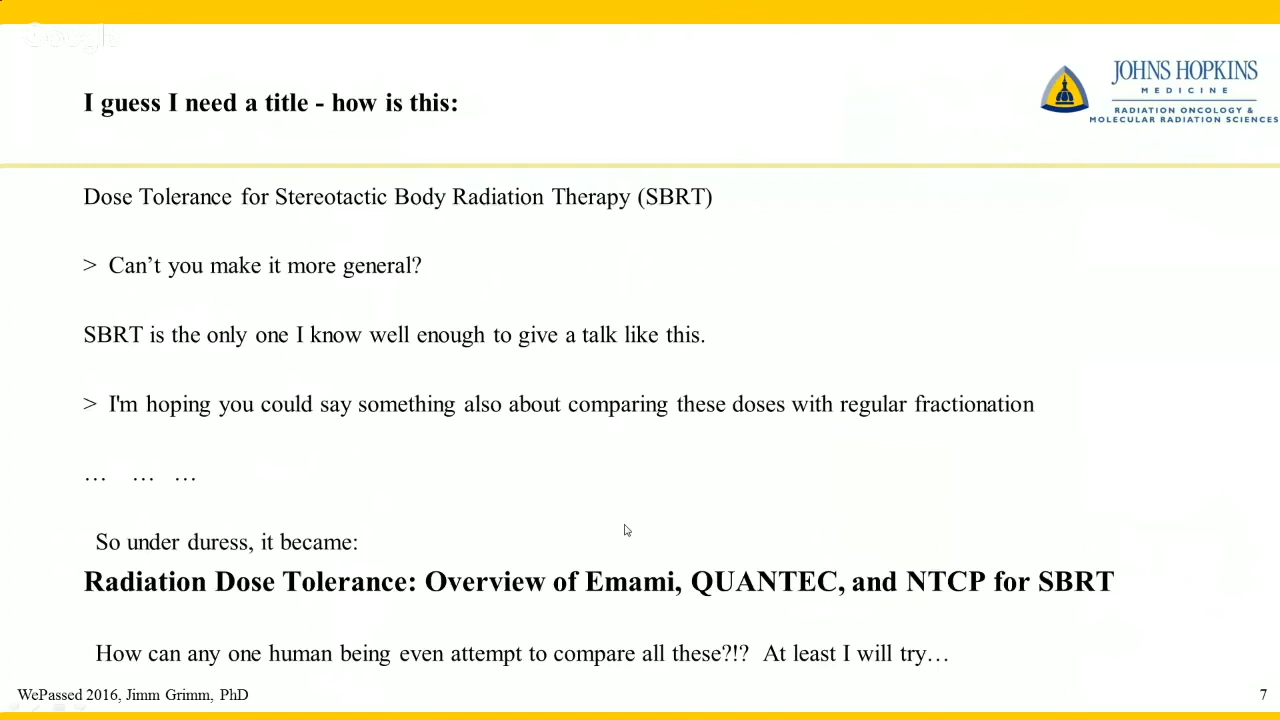 Google
I guess I need a title - how is this:
JOHNS HOPKINS
MEDICINE
RADIATION ONCOLOGY &
MOLECULAR RADIATION SCIENCES
Dose Tolerance for Stereotactic Body Radiation Therapy (SBRT)
> Can’t you make it more general?
SBRT is the only one I know well enough to give a talk like this.
> I'm hoping you could say something also about comparing these doses with regular fractionation
… … …
So under duress, it became:
Radiation Dose Tolerance: Overview of Emami, QUANTEC, and NTCP for SBRT
How can any one human being even attempt to compare all these?!? At least I will try…
WePassed 2016, Jimm Grimm, PhD
7